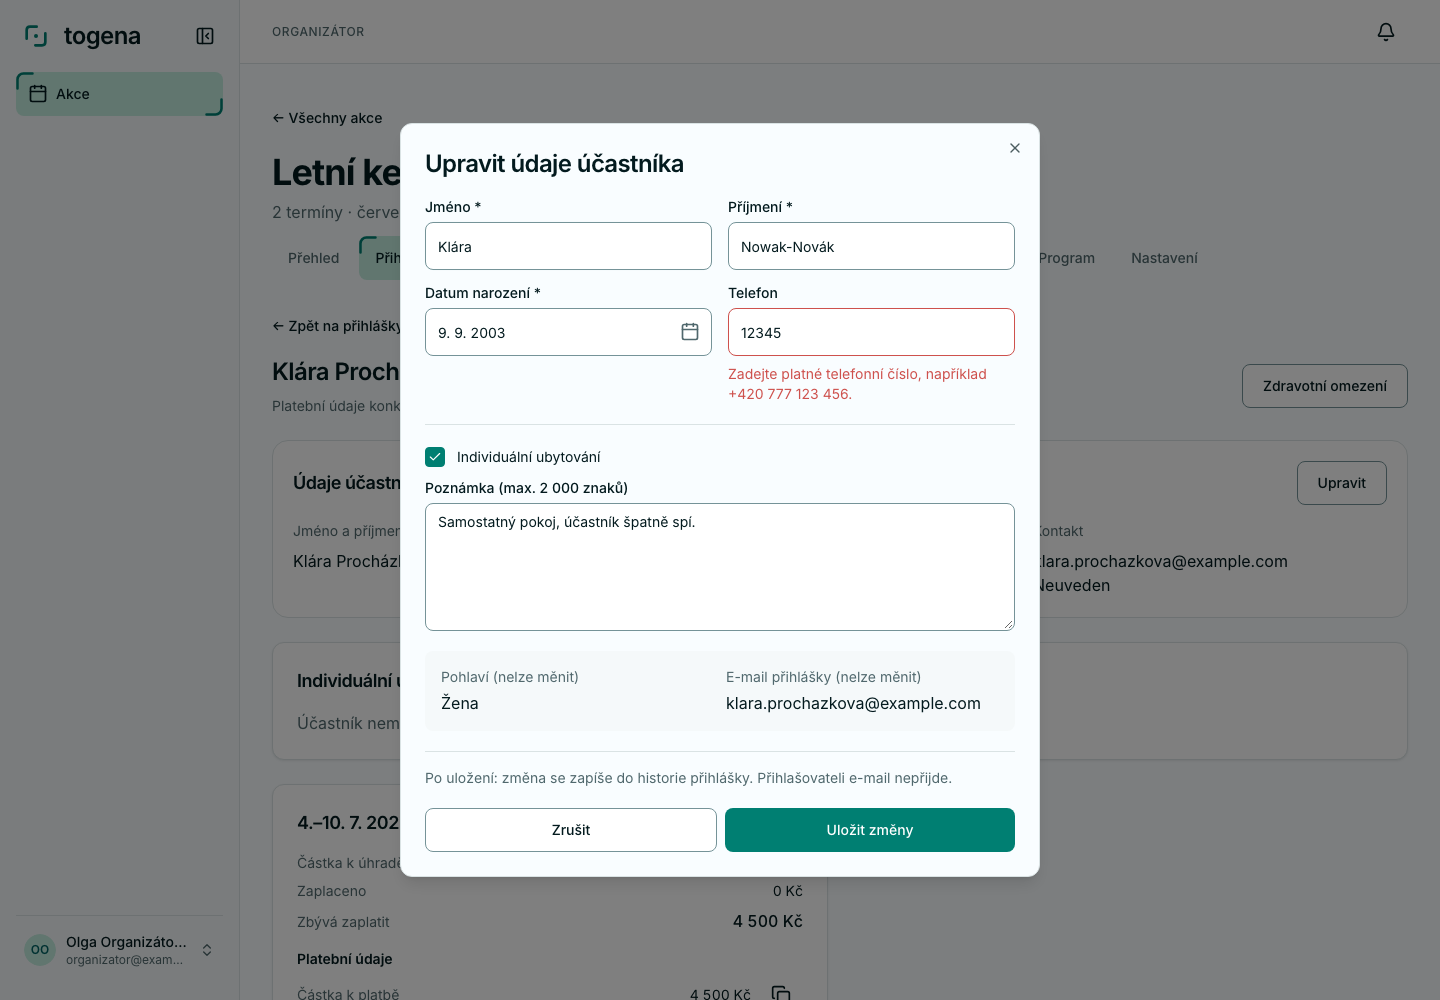 togena
ORGANIZÁTOR
Akce
← Všechny akce
Letní ke
2 termíny · červe
Přehled
Přih
Program
Nastavení
← Zpět na přihlášky
Klára Proch
Platební údaje konk
Zdravotní omezení
Údaje účastn
Upravit
Jméno a příjmen
Kontakt
Klára Procház
klara.prochazkova@example.com
Neuveden
Individuální u
Účastník nem
4.–10. 7. 202
Částka k úhradě
Zaplaceno
0 Kč
Zbývá zaplatit
4 500 Kč
Platební údaje
Částka k platbě
4 500 Kč
Upravit údaje účastníka
Jméno *
Příjmení *
Klára
Nowak-Novák
Datum narození *
Telefon
9. 9. 2003
12345
Zadejte platné telefonní číslo, například
+420 777 123 456.
Individuální ubytování
Poznámka (max. 2 000 znaků)
Samostatný pokoj, účastník špatně spí.
Pohlaví (nelze měnit)
E-mail přihlášky (nelze měnit)
Žena
klara.prochazkova@example.com
Po uložení: změna se zapíše do historie přihlášky. Přihlašovateli e-mail nepřijde.
Zrušit
Uložit změny
OO
Olga Organizáto...
organizator@exam...